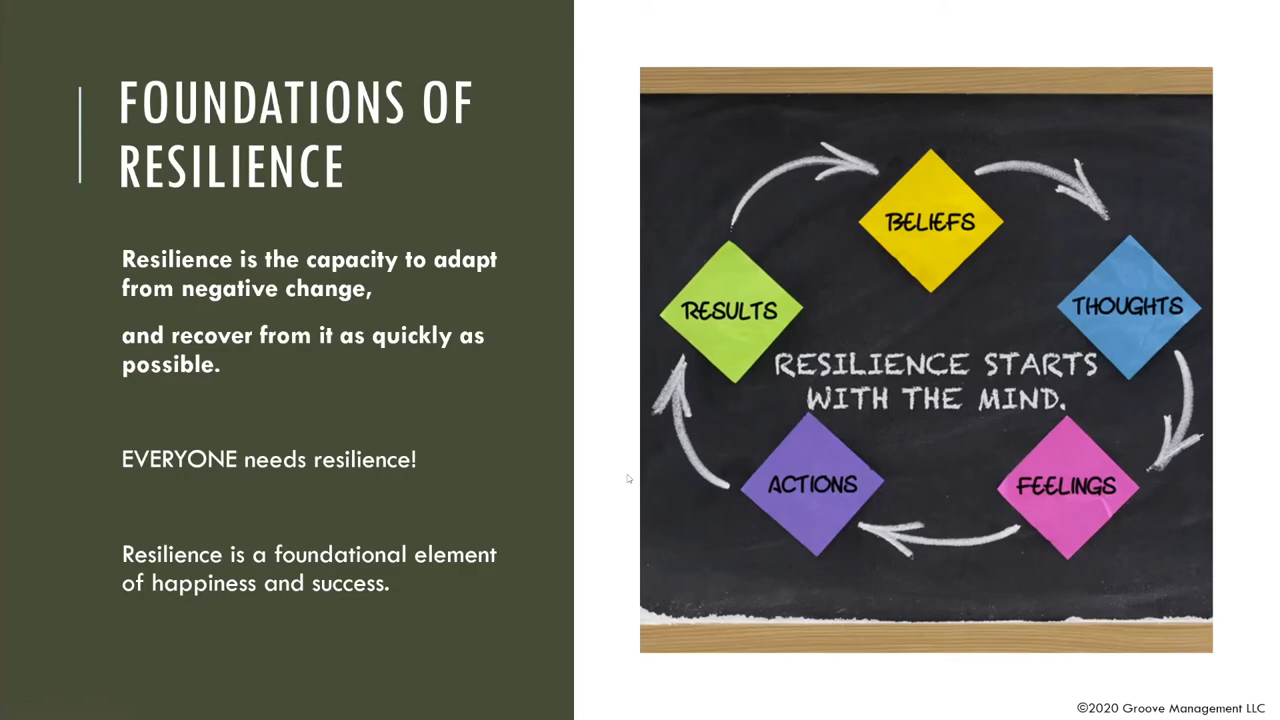 FOUNDATIONS OF
RESILIENCE
Resilience is the capacity to adapt
from negative change,
and recover from it as quickly as
possible.
EVERYONE needs resilience!
Resilience is a foundational element
of happiness and success.
BELIEFS
THOUGHTS
RESULTS
RESILIENCE STARTS
WITH THE MIND.
ACTIONS
FEELINGS
©2020 Groove Management LLC